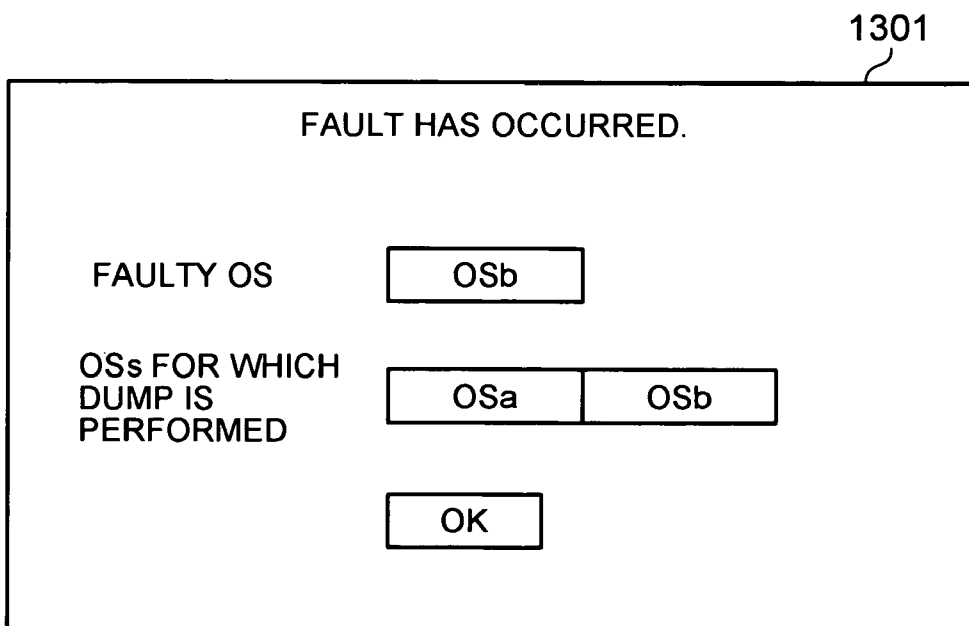 1301
FAULT HAS OCCURRED.
FAULTY OS
OSb
OSs FOR WHICH
DUMP IS
PERFORMED
OSa
OSb
OK